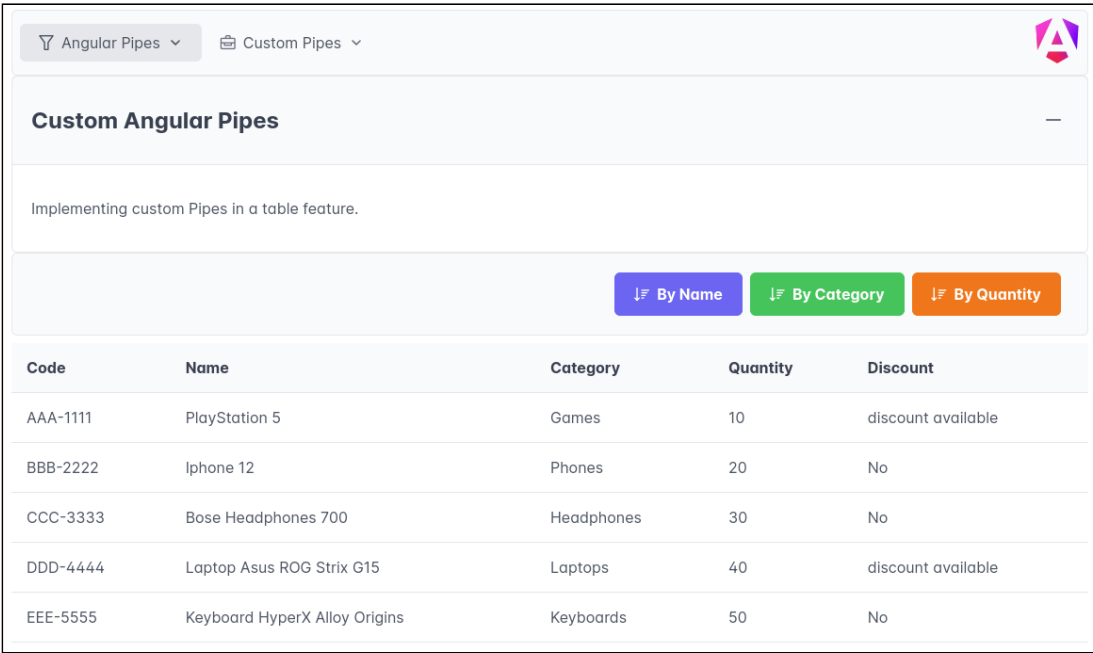 Angular Pipes Custom Pipes
Custom Angular Pipes
Implementing custom Pipes in a table feature.
By Name By Category By Quantity
Code Name Category Quantity Discount
AAA-1111 PlayStation 5 Games 10 discount available
BBB-2222 Iphone 12 Phones 20 No
CCC-3333 Bose Headphones 700 Headphones 30 No
DDD-4444 Laptop Asus ROG Strix G15 Laptops 40 discount available
EEE-5555 Keyboard HyperX Alloy Origins Keyboards 50 No